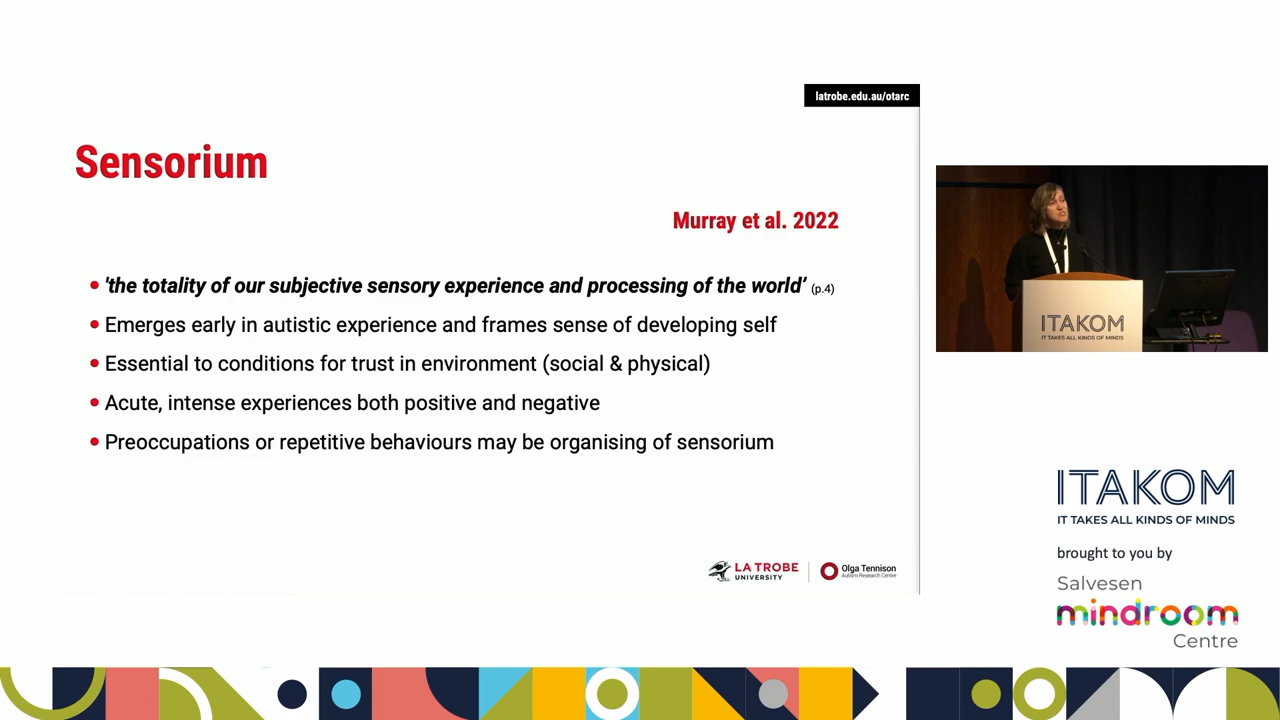 latrobe.edu.au/otarc
Sensorium
Murray et al. 2022
• 'the totality of our subjective sensory experience and processing of the world' (p.4)
• Emerges early in autistic experience and frames sense of developing self
• Essential to conditions for trust in environment (social & physical)
• Acute, intense experiences both positive and negative
• Preoccupations or repetitive behaviours may be organising of sensorium
LA TROBE
UNIVERSITY
Olga Tennison
Autism Research Centre
ITAKOM
IT TAKES ALL KINDS OF MINDS
ITAKOM
IT TAKES ALL KINDS OF MINDS
brought to you by
Salvesen
mindroom
Centre